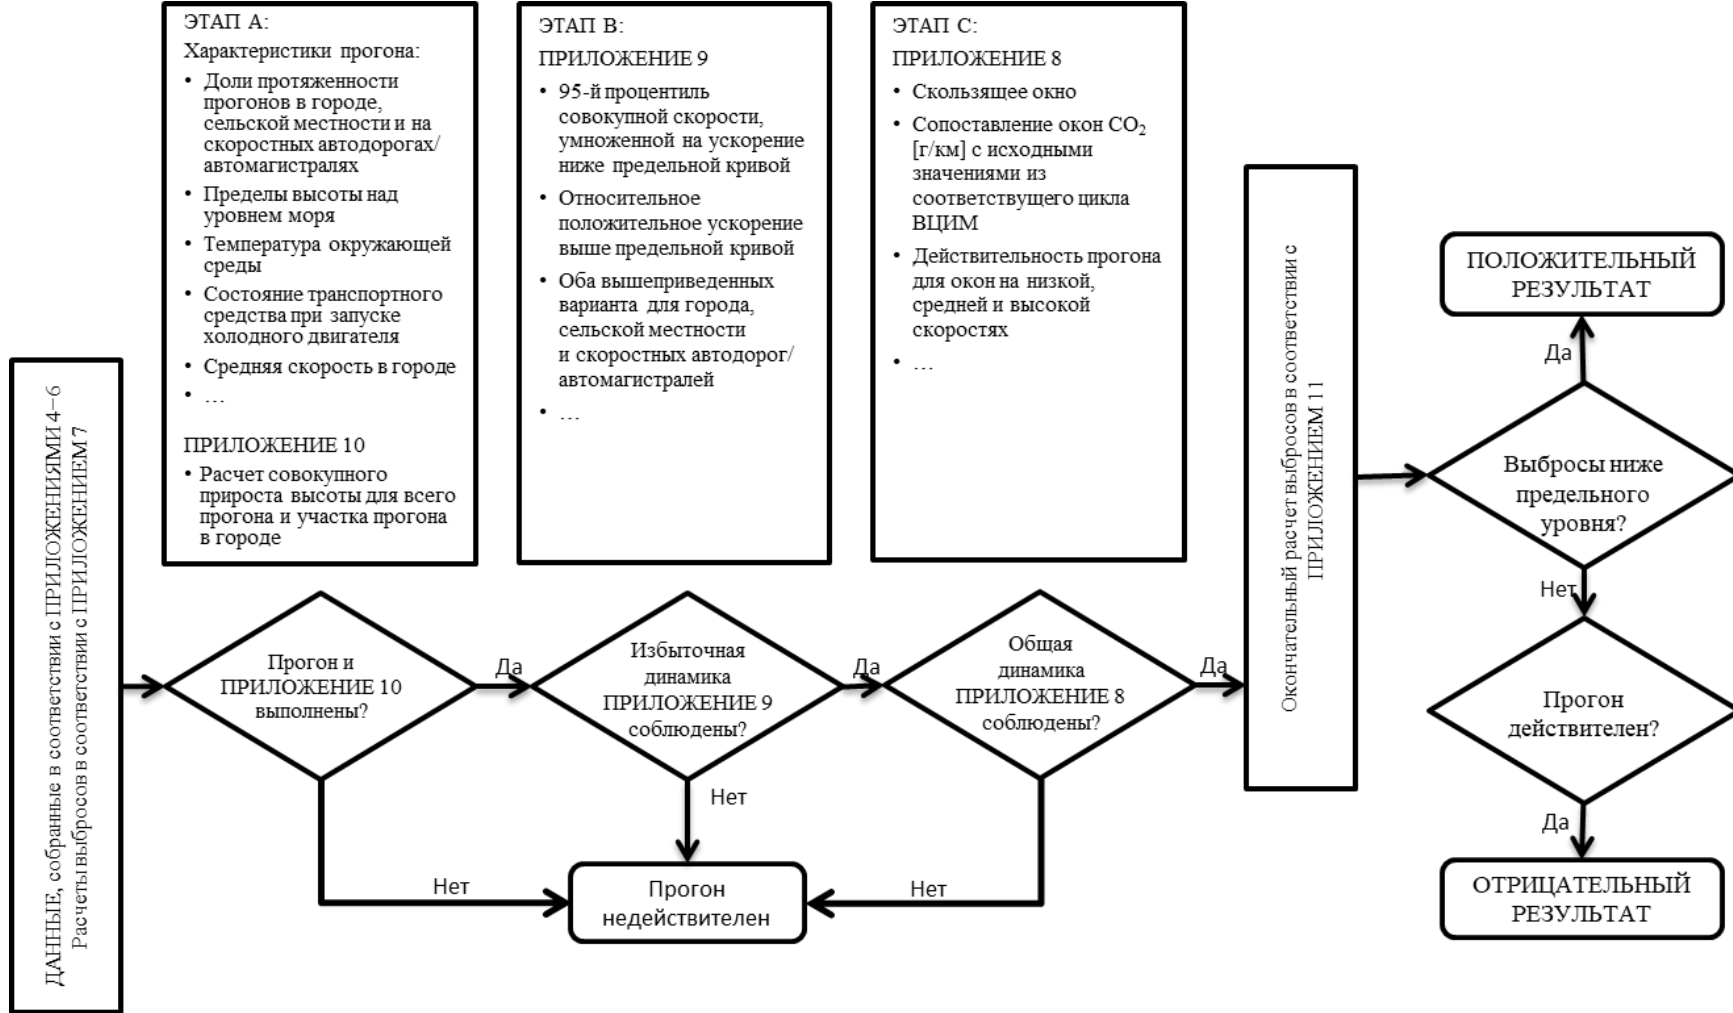 ЭТАП A:
Характеристики прогона:
• Доли протяженности
прогонов в городе,
сельской местности и на
скоростных автодорогах/
автомагистралях
• Пределы высоты над
уровнем моря
• Температура окружающей
среды
• Состояние транспортного
средства при запуске
холодного двигателя
• Средняя скорость в городе
• …
ПРИЛОЖЕНИЕ 10
• Расчет совокупного
прироста высоты для всего
прогона и участка прогона
в городе
ЭТАП B:
ПРИЛОЖЕНИЕ 9
• 95-й процентиль
совокупной скорости,
умноженной на ускорение
ниже предельной кривой
• Относительное
положительное ускорение
выше предельной кривой
• Оба вышеприведенных
варианта для города,
сельской местности
и скоростных автодорог/
автомагистралей
• …
ЭТАП C:
ПРИЛОЖЕНИЕ 8
• Скользящее окно
• Сопоставление окон CO₂
[г/км] с исходными
значениями из
соответствущего цикла
ВЦИМ
• Действительность прогона
для окон на низкой,
средней и высокой
скоростях
• …
ДАННЫЕ, собранные в соответствии с ПРИЛОЖЕНИЯМИ 4–6
Расчеты выбросов в соответствии с ПРИЛОЖЕНИЕМ 7
Прогон и
ПРИЛОЖЕНИЕ 10
выполнены?
Да
Нет
Избыточная
динамика
ПРИЛОЖЕНИЕ 9
соблюдены?
Да
Нет
Общая
динамика
ПРИЛОЖЕНИЕ 8
соблюдены?
Да
Нет
Прогон
недействителен
Окончательный расчет выбросов в соответствии с
ПРИЛОЖЕНИЕМ 11
ПОЛОЖИТЕЛЬНЫЙ
РЕЗУЛЬТАТ
Да
Выбросы ниже
предельного
уровня?
Нет
Прогон
действителен?
Да
ОТРИЦАТЕЛЬНЫЙ
РЕЗУЛЬТАТ